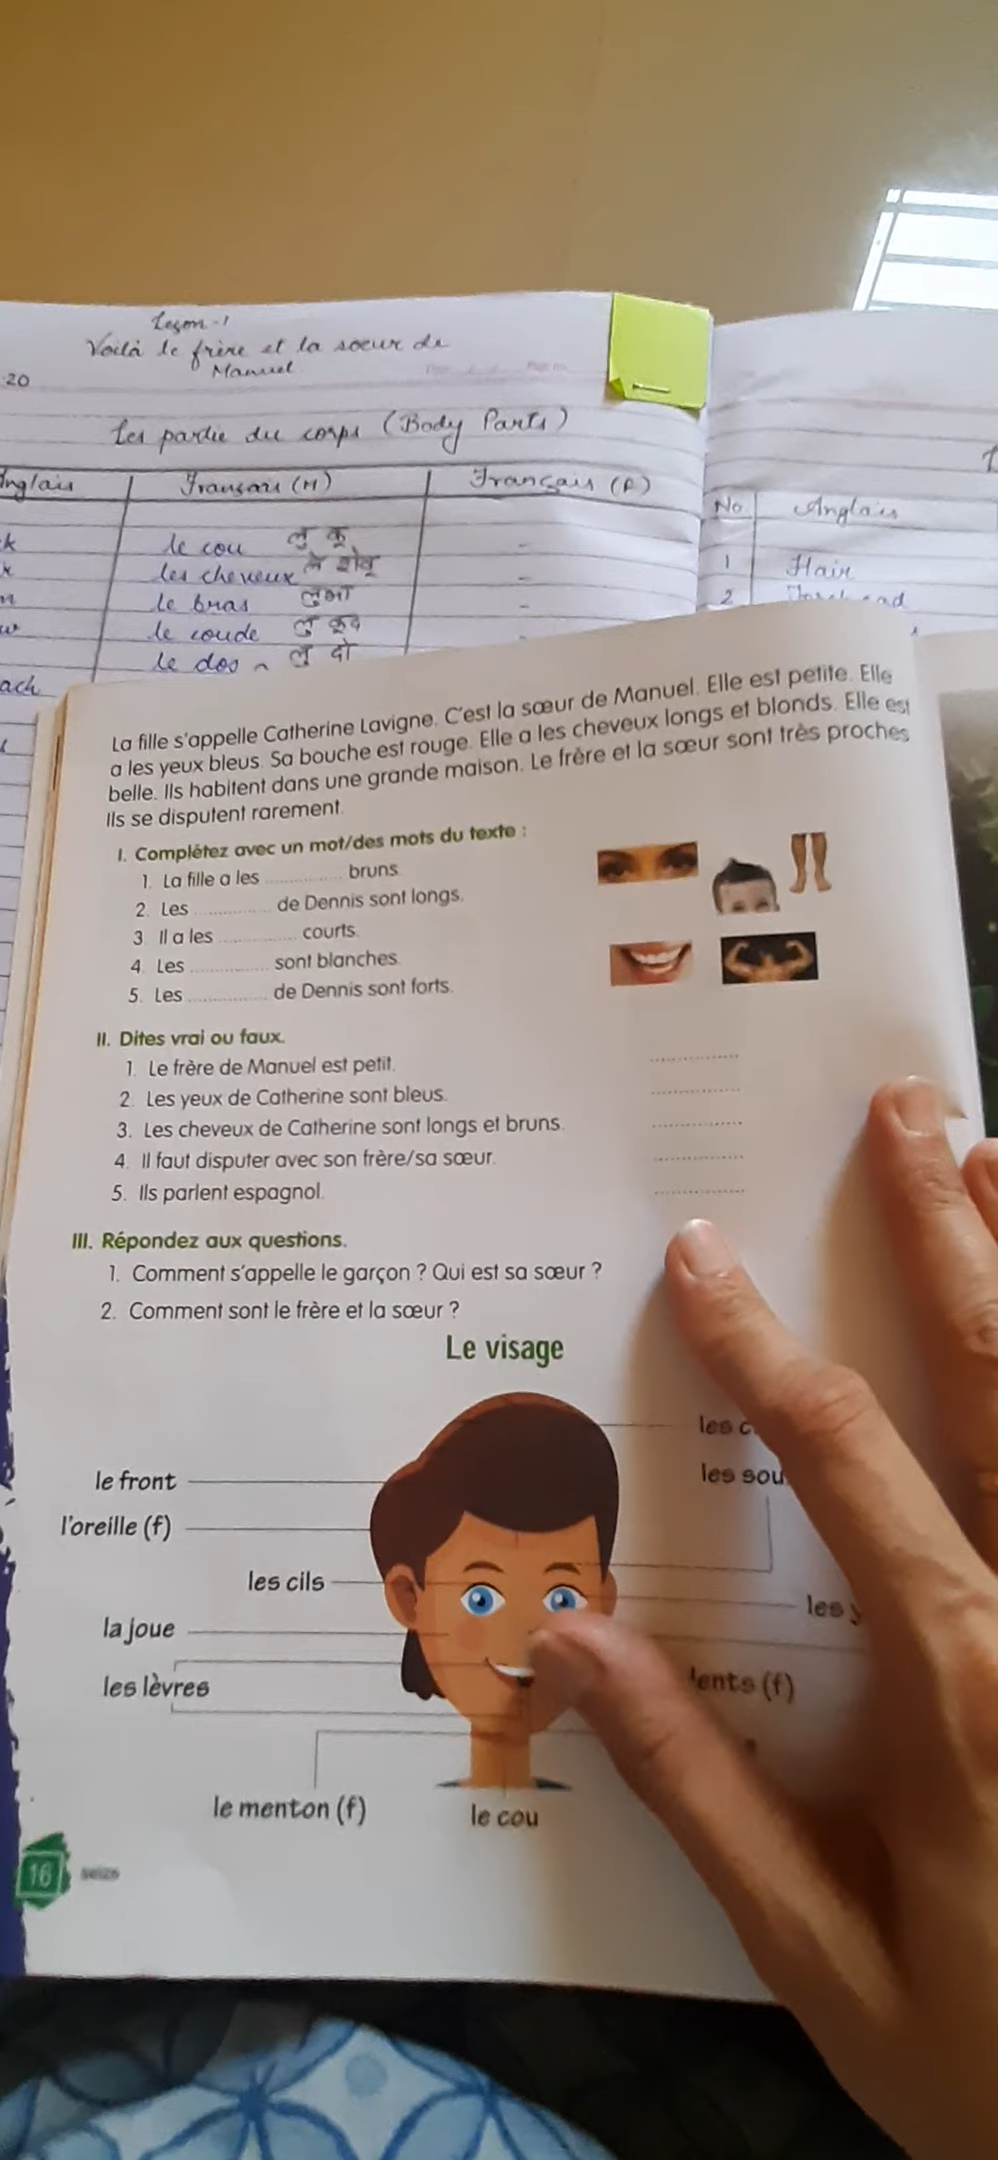 Leçon-1
Voilà le frère et la soeur de
Manuel
20
Les partie du corps (Body Parts)
Anglais Français (M) Français (F)
le cou लु कू -
les cheveux ले शेवू -
le bras -
le coude -
le dos लु दो
ach
No Anglais
1 Hair
2
La fille s'appelle Catherine Lavigne. C'est la sœur de Manuel. Elle est petite. Elle
a les yeux bleus. Sa bouche est rouge. Elle a les cheveux longs et blonds. Elle est
belle. Ils habitent dans une grande maison. Le frère et la sœur sont très proches
Ils se disputent rarement.
I. Complétez avec un mot/des mots du texte :
1. La fille a les ............... bruns.
2. Les ............... de Dennis sont longs.
3 Il a les ............... courts.
4. Les ............... sont blanches.
5. Les ............... de Dennis sont forts.
II. Dites vrai ou faux.
1. Le frère de Manuel est petit. ..................
2. Les yeux de Catherine sont bleus. ..................
3. Les cheveux de Catherine sont longs et bruns. ..................
4. Il faut disputer avec son frère/sa sœur. ..................
5. Ils parlent espagnol. ..................
III. Répondez aux questions.
1. Comment s'appelle le garçon ? Qui est sa sœur ?
2. Comment sont le frère et la sœur ?
Le visage
les c
le front
les sou
l'oreille (f)
les cils
les y
la joue
les lèvres
dents (f)
le menton (f)
le cou
16 seize